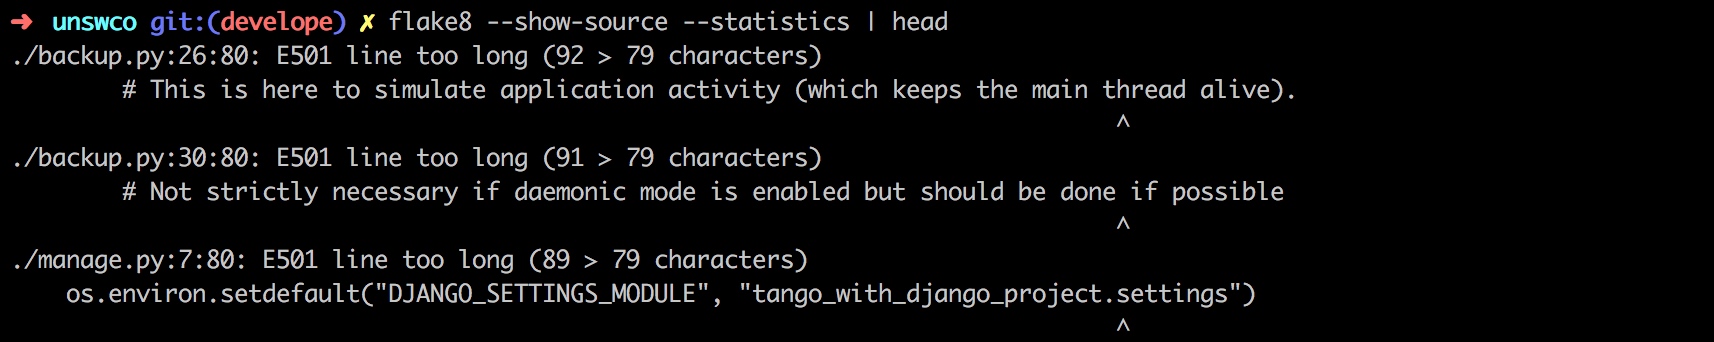 ➜  unswco git:(develope) ✗ flake8 --show-source --statistics | head
./backup.py:26:80: E501 line too long (92 > 79 characters)
        # This is here to simulate application activity (which keeps the main thread alive).
                                                                               ^
./backup.py:30:80: E501 line too long (91 > 79 characters)
        # Not strictly necessary if daemonic mode is enabled but should be done if possible
                                                                               ^
./manage.py:7:80: E501 line too long (89 > 79 characters)
    os.environ.setdefault("DJANGO_SETTINGS_MODULE", "tango_with_django_project.settings")
                                                                               ^